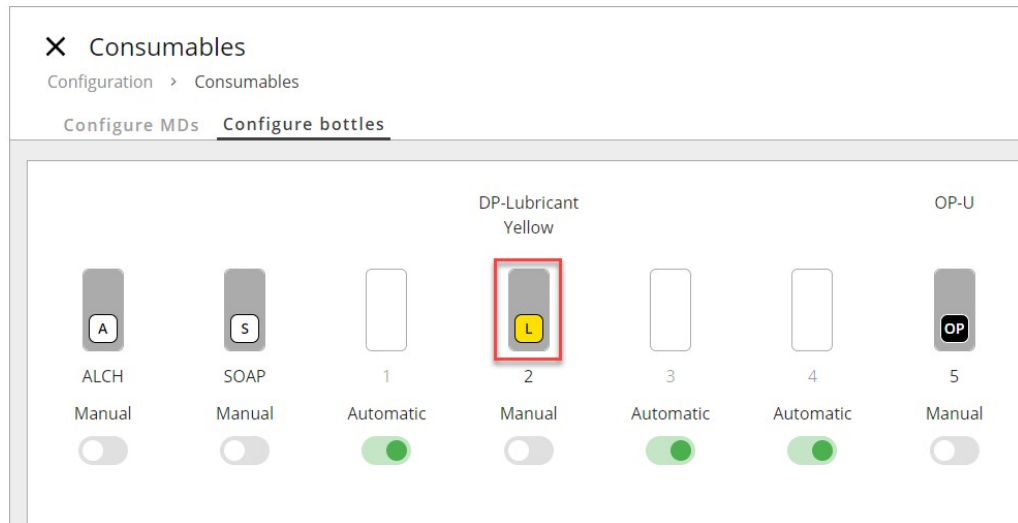 Consumables
Configuration > Consumables
Configure MDs Configure bottles
DP-Lubricant
Yellow
OP-U
A S L OP
ALCH SOAP 1 2 3 4 5
Manual Manual Automatic Manual Automatic Automatic Manual